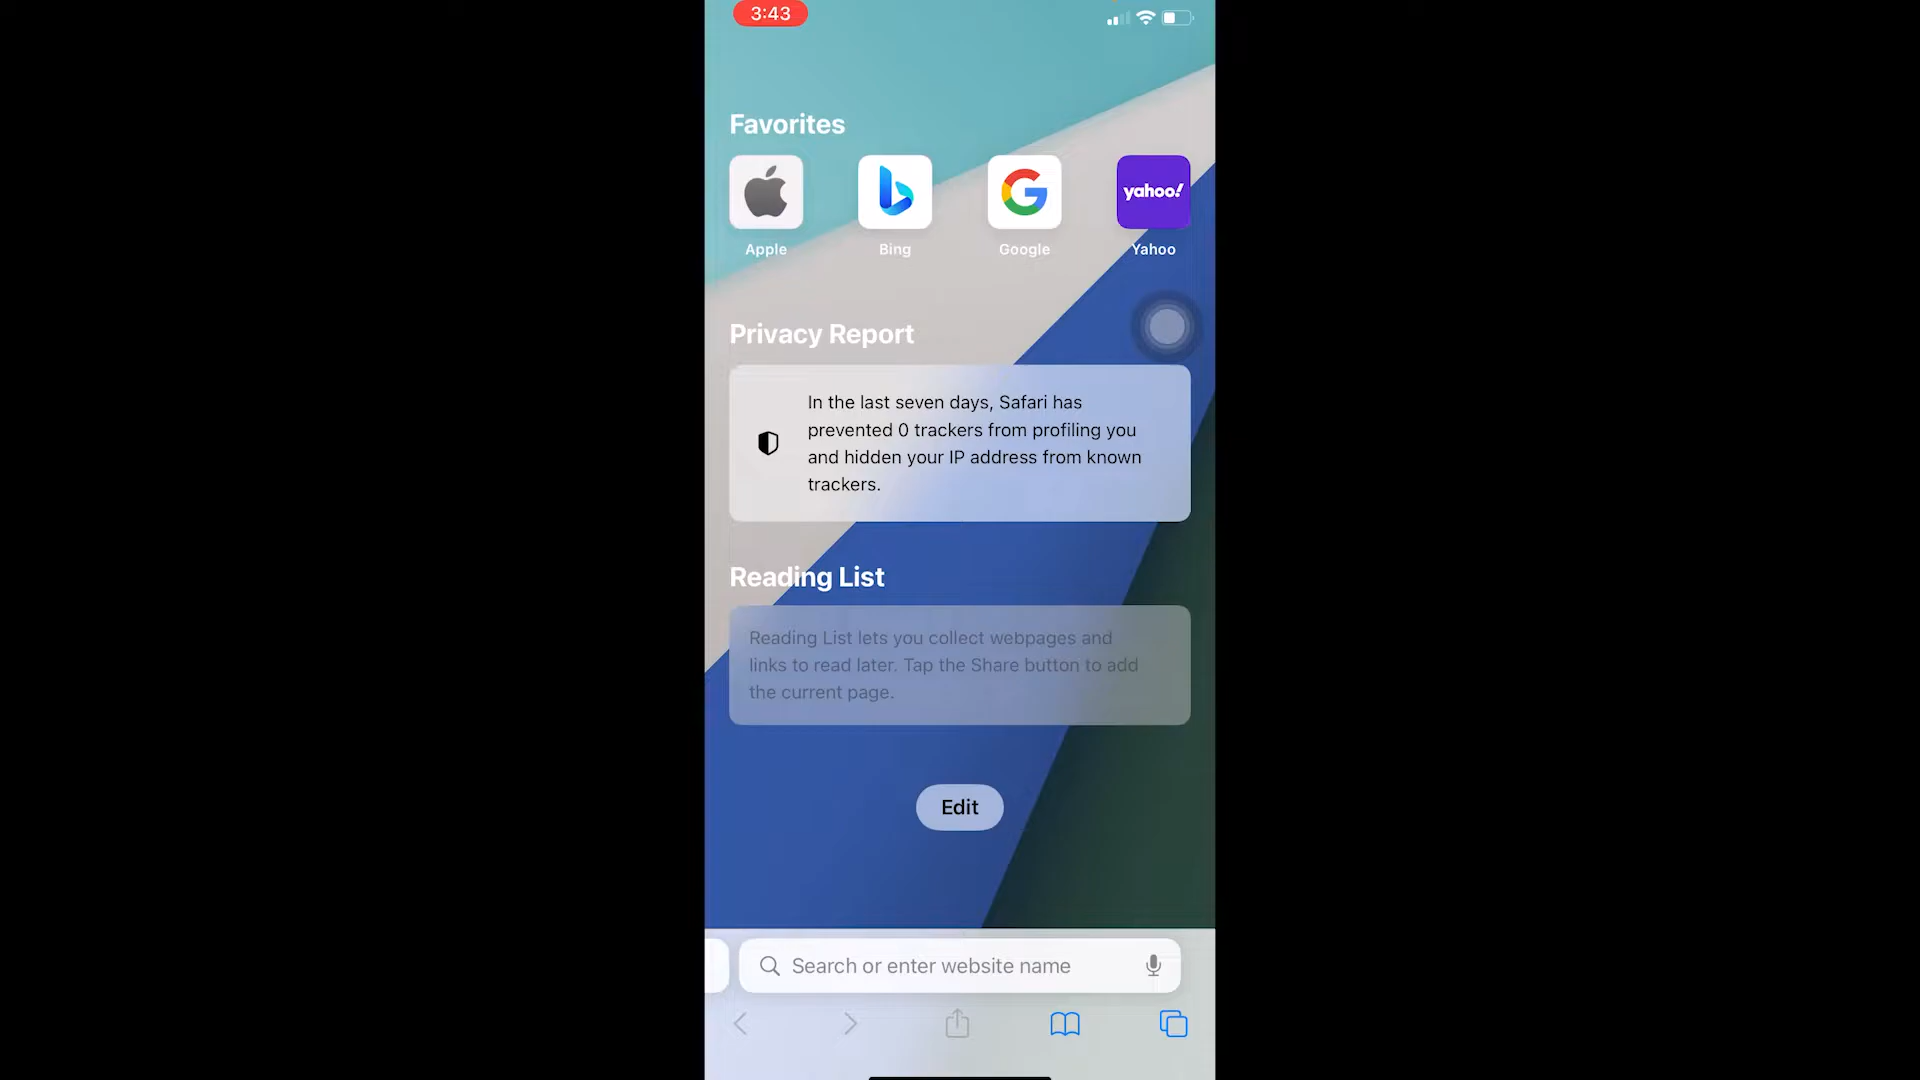 3:43
Favorites
yahoo!
Apple
Bing
Google
Yahoo
Privacy Report
In the last seven days, Safari has
prevented 0 trackers from profiling you
and hidden your IP address from known
trackers.
Reading List
Reading List lets you collect webpages and
links to read later. Tap the Share button to add
the current page.
Edit
Search or enter website name